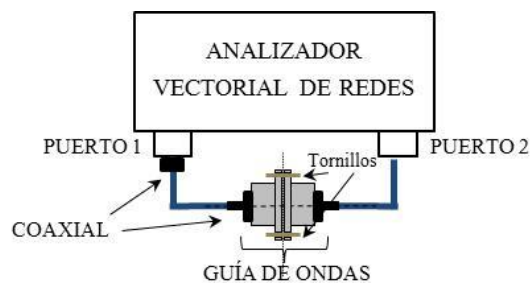 ANALIZADOR
VECTORIAL DE REDES
PUERTO 1
PUERTO 2
Tornillos
COAXIAL
GUÍA DE ONDAS